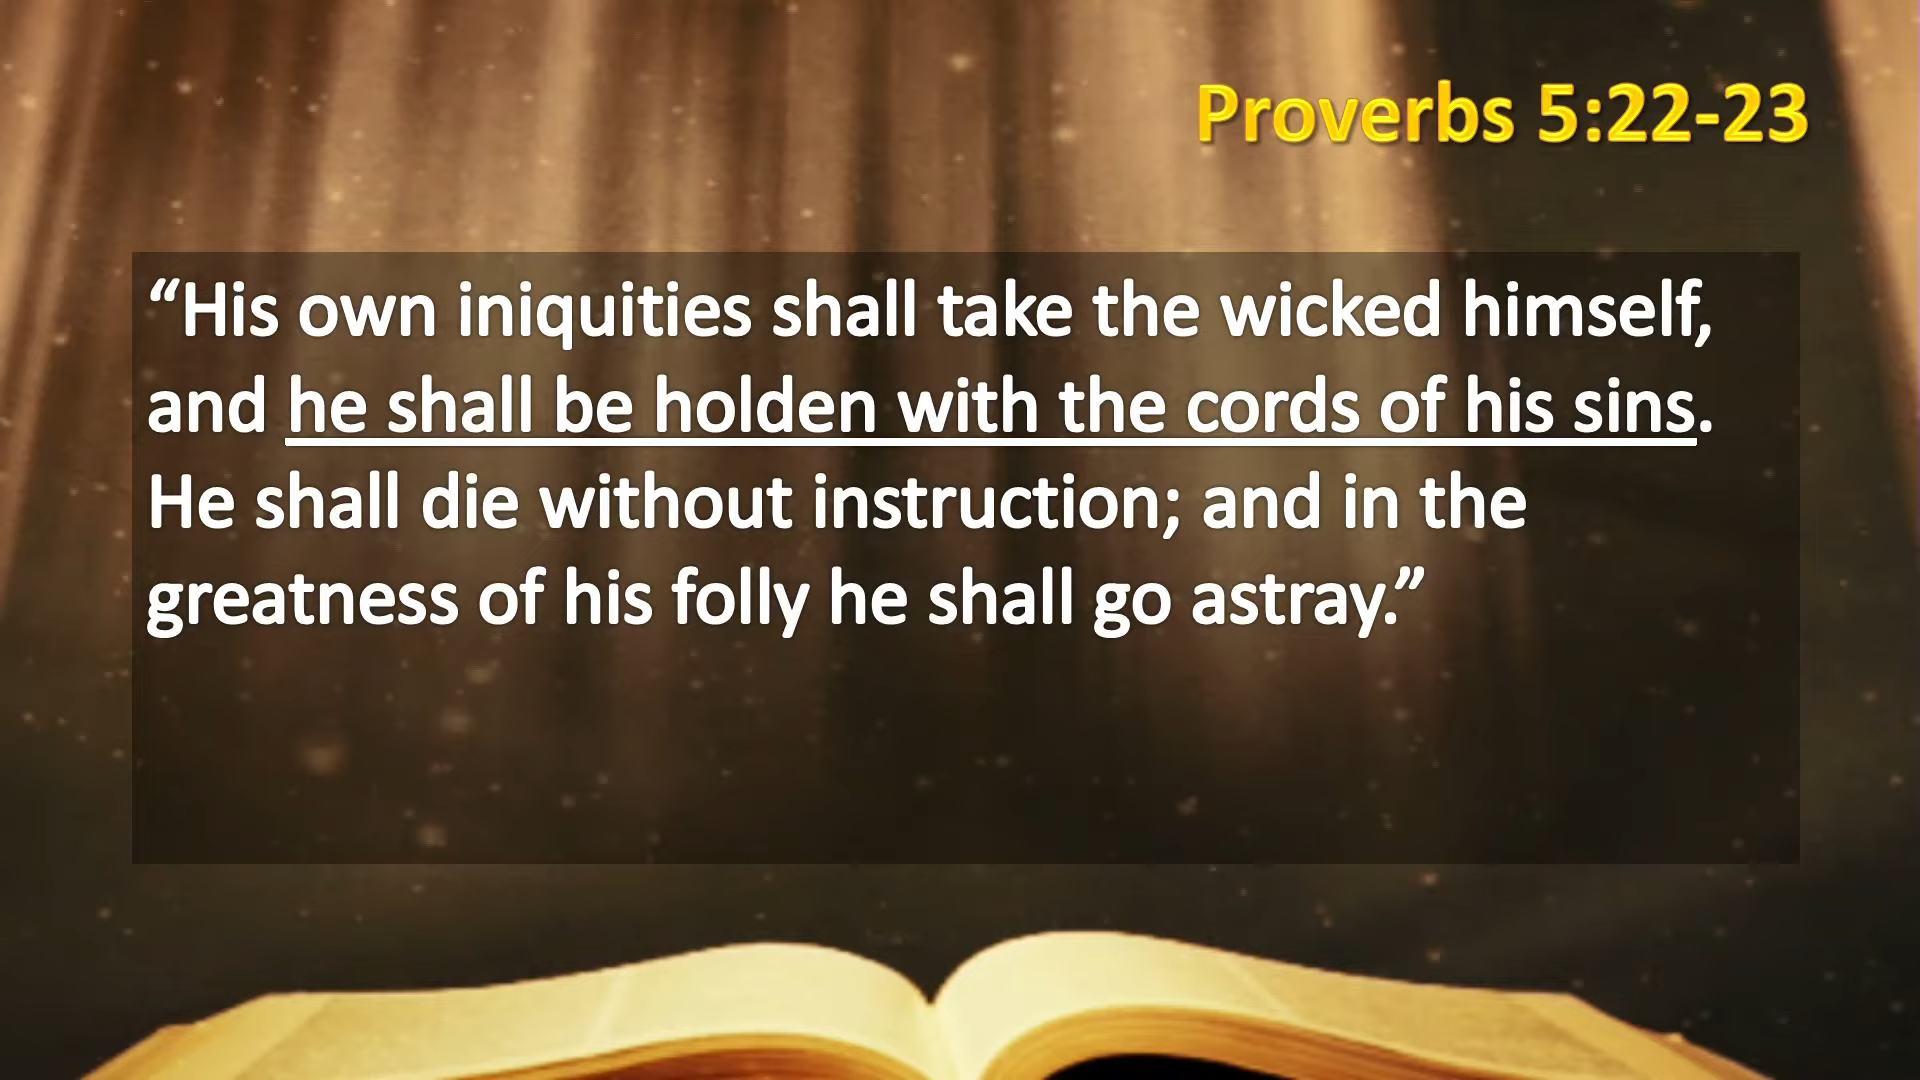 Proverbs 5:22-23
“His own iniquities shall take the wicked himself,
and he shall be holden with the cords of his sins.
He shall die without instruction; and in the
greatness of his folly he shall go astray.”